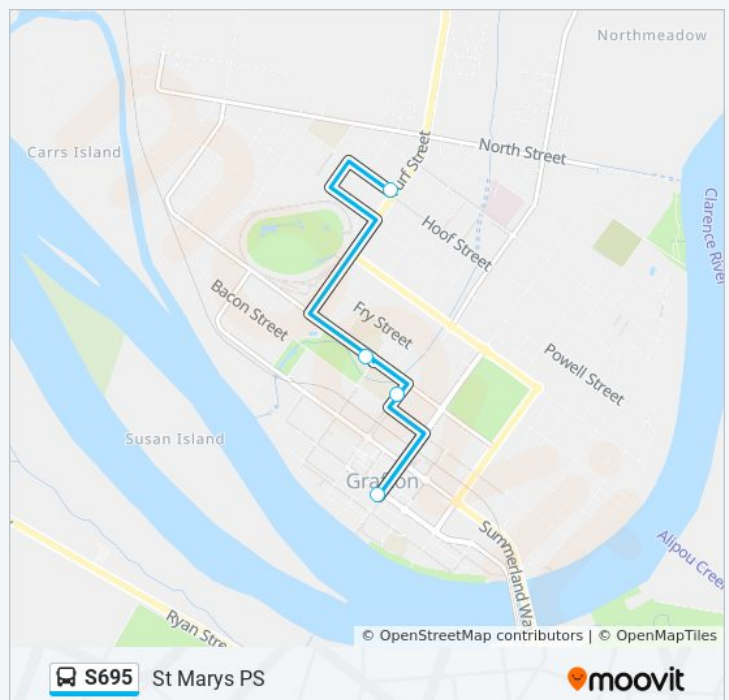 Northmeadow
North Street
Carrs Island
urf Street
Clarence River
Hoof Street
Bacon Street
Fry Street
Powell Street
Susan Island
Grafton
Summerland Wa
Alipou Creek
Ryan Stre
© OpenStreetMap contributors | © OpenMapTiles
S695 St Marys PS moovit